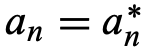 $a_n = a_n^*$